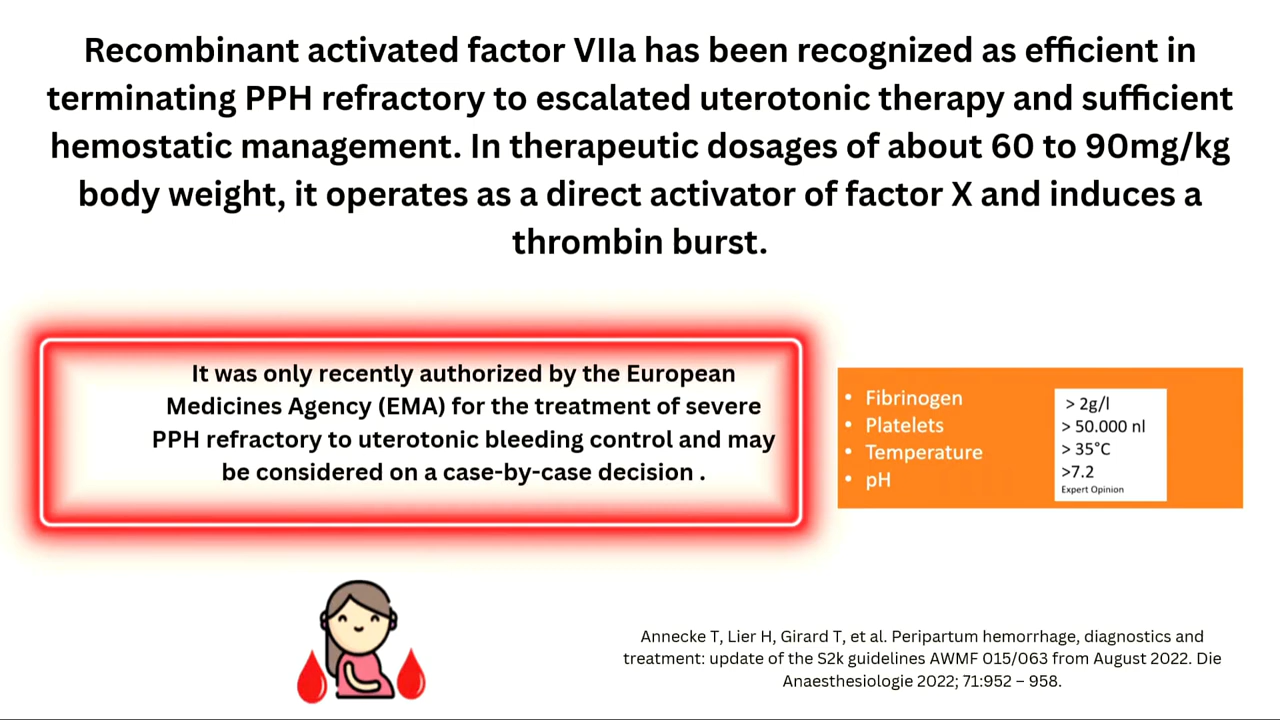 Recombinant activated factor VIIa has been recognized as efficient in
terminating PPH refractory to escalated uterotonic therapy and sufficient
hemostatic management. In therapeutic dosages of about 60 to 90mg/kg
body weight, it operates as a direct activator of factor X and induces a
thrombin burst.
It was only recently authorized by the European
Medicines Agency (EMA) for the treatment of severe
PPH refractory to uterotonic bleeding control and may
be considered on a case-by-case decision .
• Fibrinogen > 2g/l
• Platelets > 50.000 nl
• Temperature > 35°C
• pH >7.2
Expert Opinion
Annecke T, Lier H, Girard T, et al. Peripartum hemorrhage, diagnostics and
treatment: update of the S2k guidelines AWMF 015/063 from August 2022. Die
Anaesthesiologie 2022; 71:952 – 958.